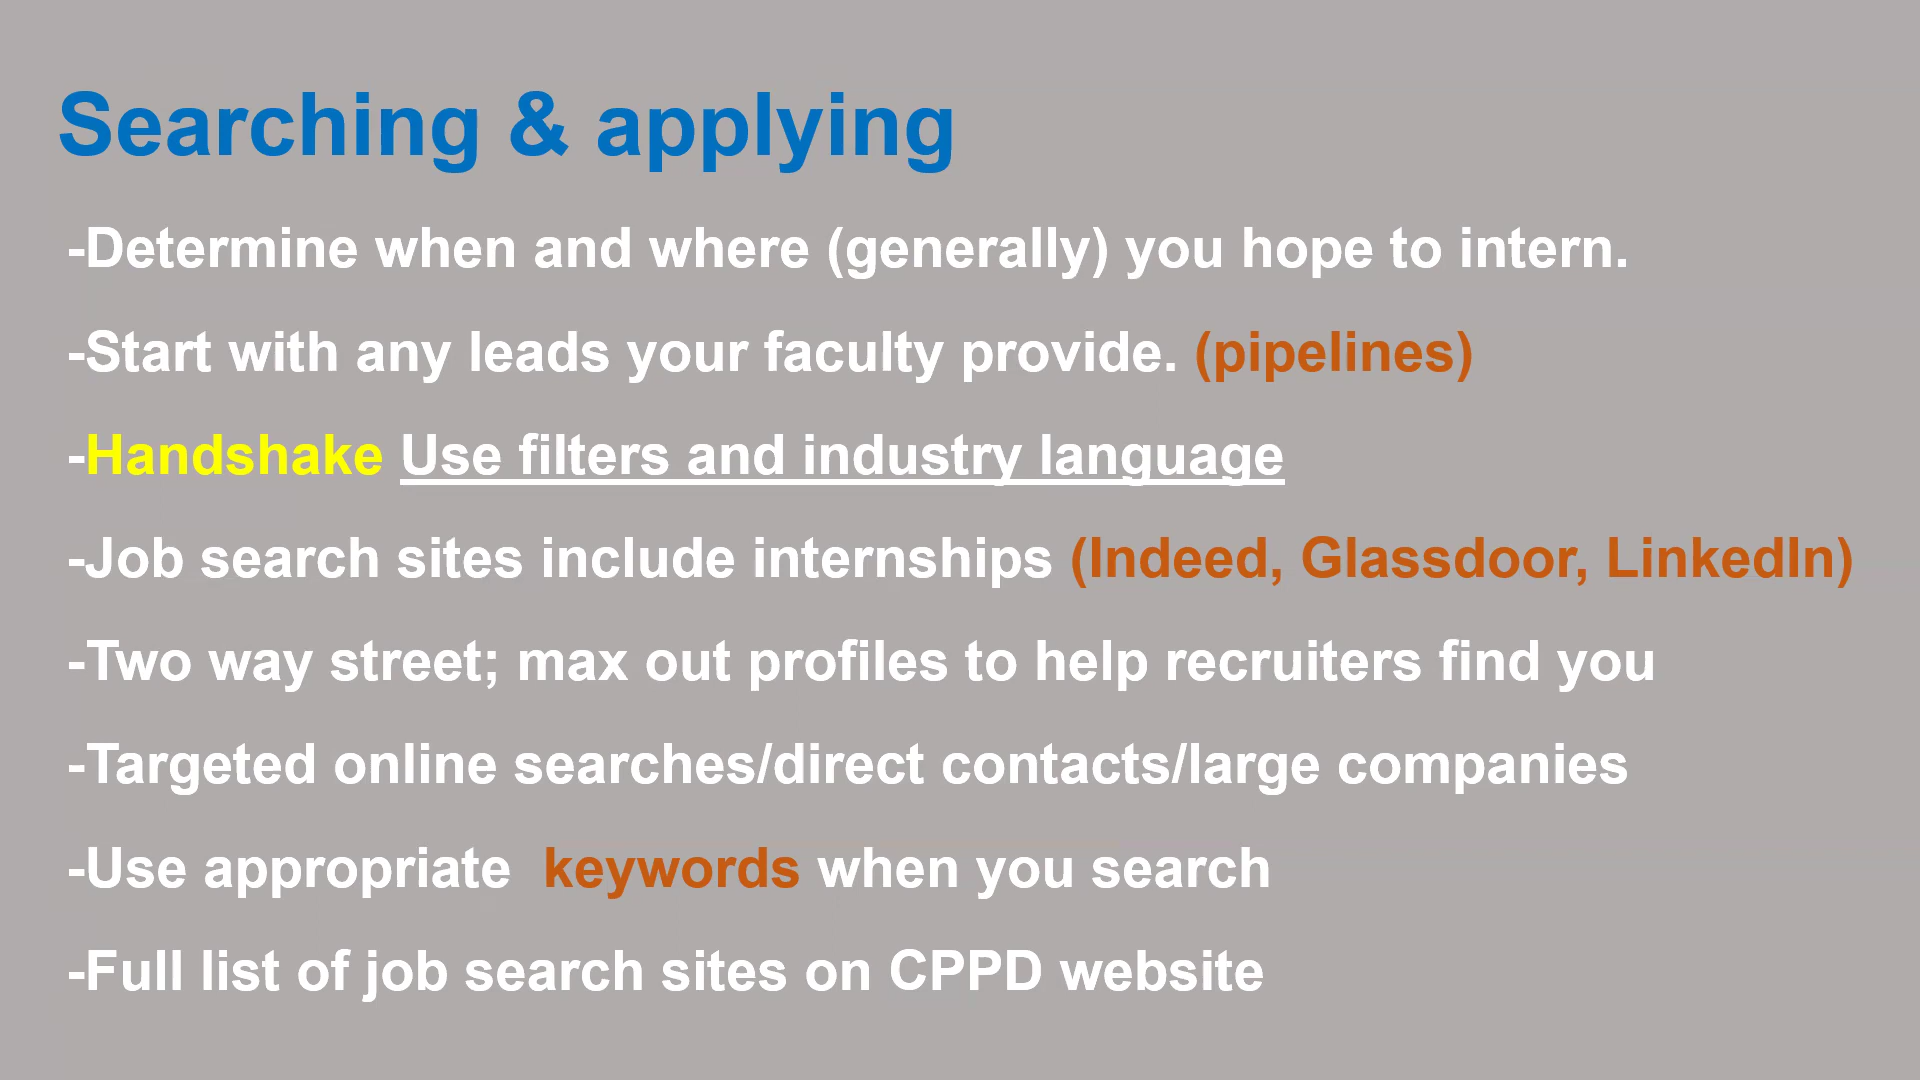 Searching & applying
-Determine when and where (generally) you hope to intern.
-Start with any leads your faculty provide. (pipelines)
-Handshake Use filters and industry language
-Job search sites include internships (Indeed, Glassdoor, LinkedIn)
-Two way street; max out profiles to help recruiters find you
-Targeted online searches/direct contacts/large companies
-Use appropriate  keywords when you search
-Full list of job search sites on CPPD website